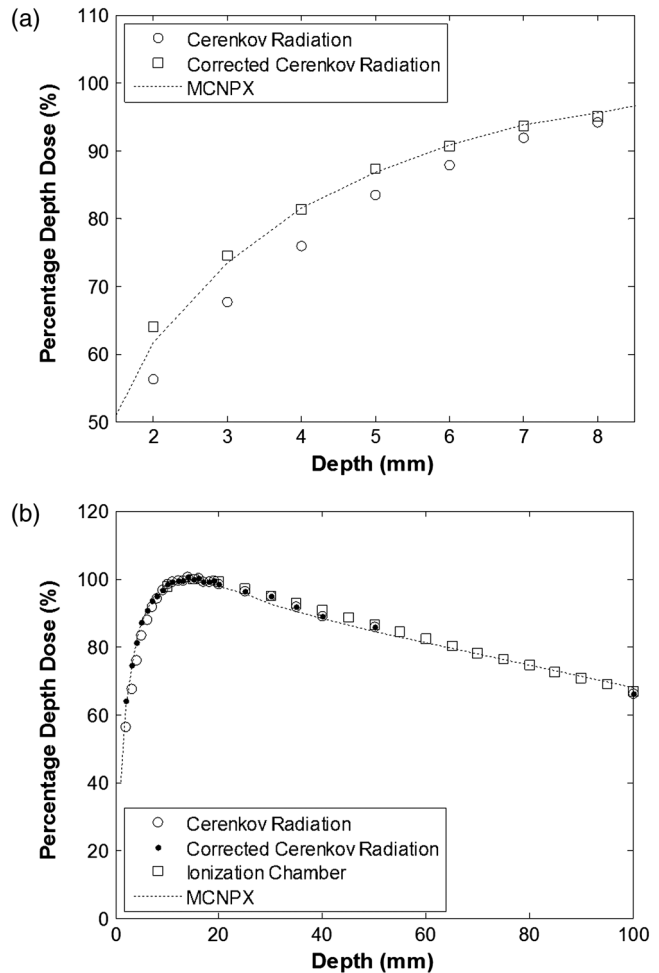 (a)
110
100
90
80
70
60
50
Percentage Depth Dose (%)
Cerenkov Radiation
Corrected Cerenkov Radiation
MCNPX
2 3 4 5 6 7 8
Depth (mm)
(b)
120
100
80
60
40
20
0
Percentage Depth Dose (%)
Cerenkov Radiation
Corrected Cerenkov Radiation
Ionization Chamber
MCNPX
0 20 40 60 80 100
Depth (mm)